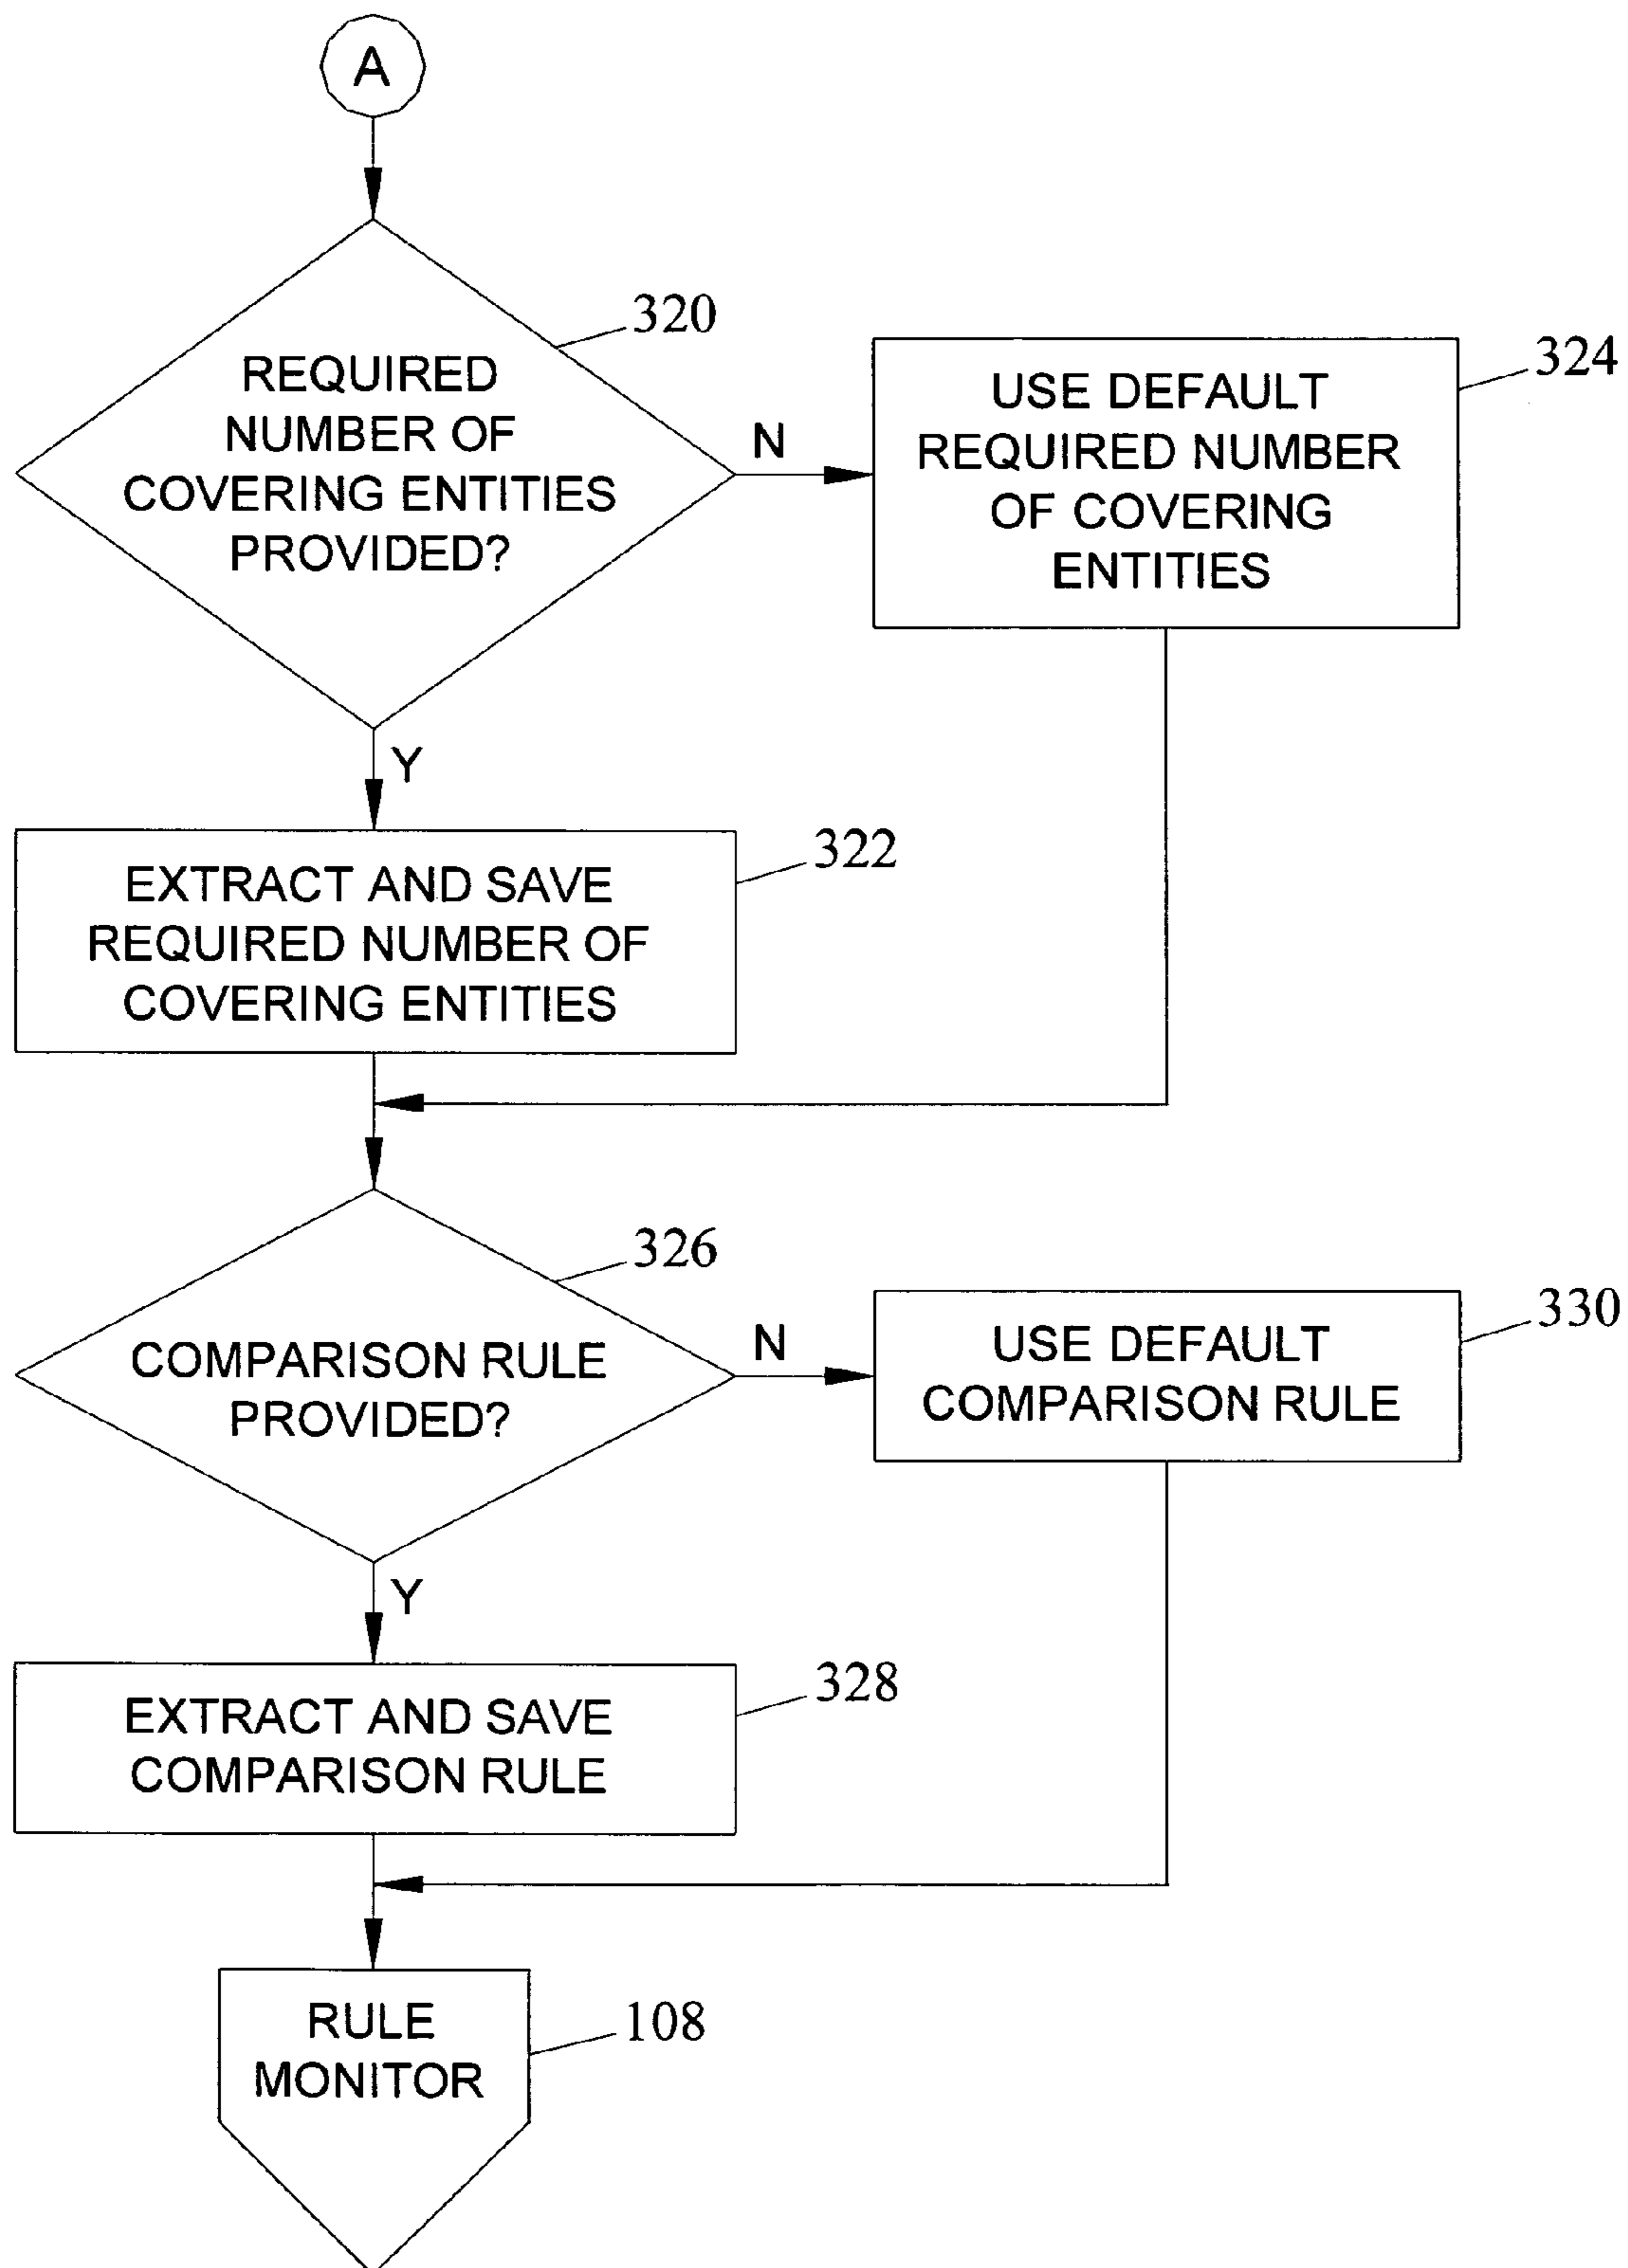 A
320
REQUIRED
NUMBER OF
COVERING ENTITIES
PROVIDED?
N
324
USE DEFAULT
REQUIRED NUMBER
OF COVERING
ENTITIES
Y
322
EXTRACT AND SAVE
REQUIRED NUMBER OF
COVERING ENTITIES
326
COMPARISON RULE
PROVIDED?
N
330
USE DEFAULT
COMPARISON RULE
Y
328
EXTRACT AND SAVE
COMPARISON RULE
RULE
MONITOR
108